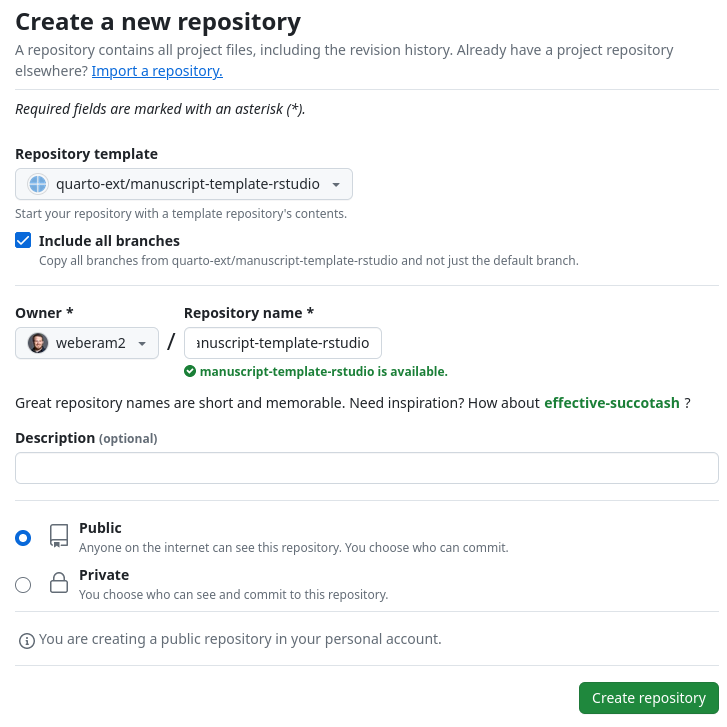 Create a new repository
A repository contains all project files, including the revision history. Already have a project repository
elsewhere? Import a repository.
Required fields are marked with an asterisk (*).
Repository template
quarto-ext/manuscript-template-rstudio
Start your repository with a template repository's contents.
Include all branches
Copy all branches from quarto-ext/manuscript-template-rstudio and not just the default branch.
Owner *
Repository name *
weberam2
/
anuscript-template-rstudio
manuscript-template-rstudio is available.
Great repository names are short and memorable. Need inspiration? How about effective-succotash ?
Description (optional)
Public
Anyone on the internet can see this repository. You choose who can commit.
Private
You choose who can see and commit to this repository.
You are creating a public repository in your personal account.
Create repository